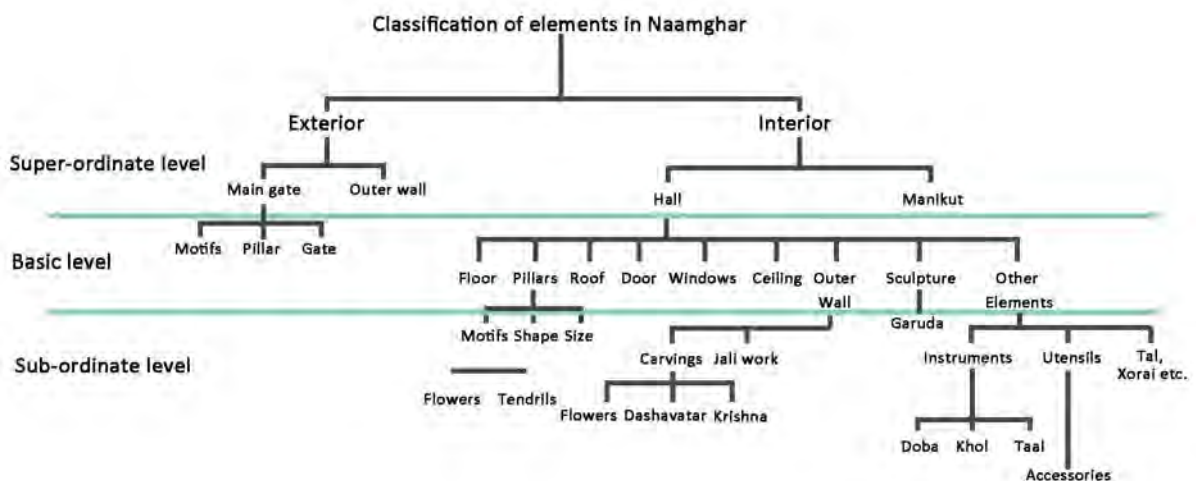 Classification of elements in Naamghar
Exterior
Interior
Super-ordinate level
Main gate
Outer wall
Hall
Manikut
Motifs
Pillar
Gate
Basic level
Floor
Pillars
Roof
Door
Windows
Ceiling
Outer
Wall
Sculpture
Other
Elements
Motifs
Shape
Size
Garuda
Sub-ordinate level
Carvings
Jali work
Instruments
Utensils
Tal,
Xorai etc.
Flowers
Tendrils
Flowers
Dashavatar
Krishna
Doba
Khol
Taal
Accessories